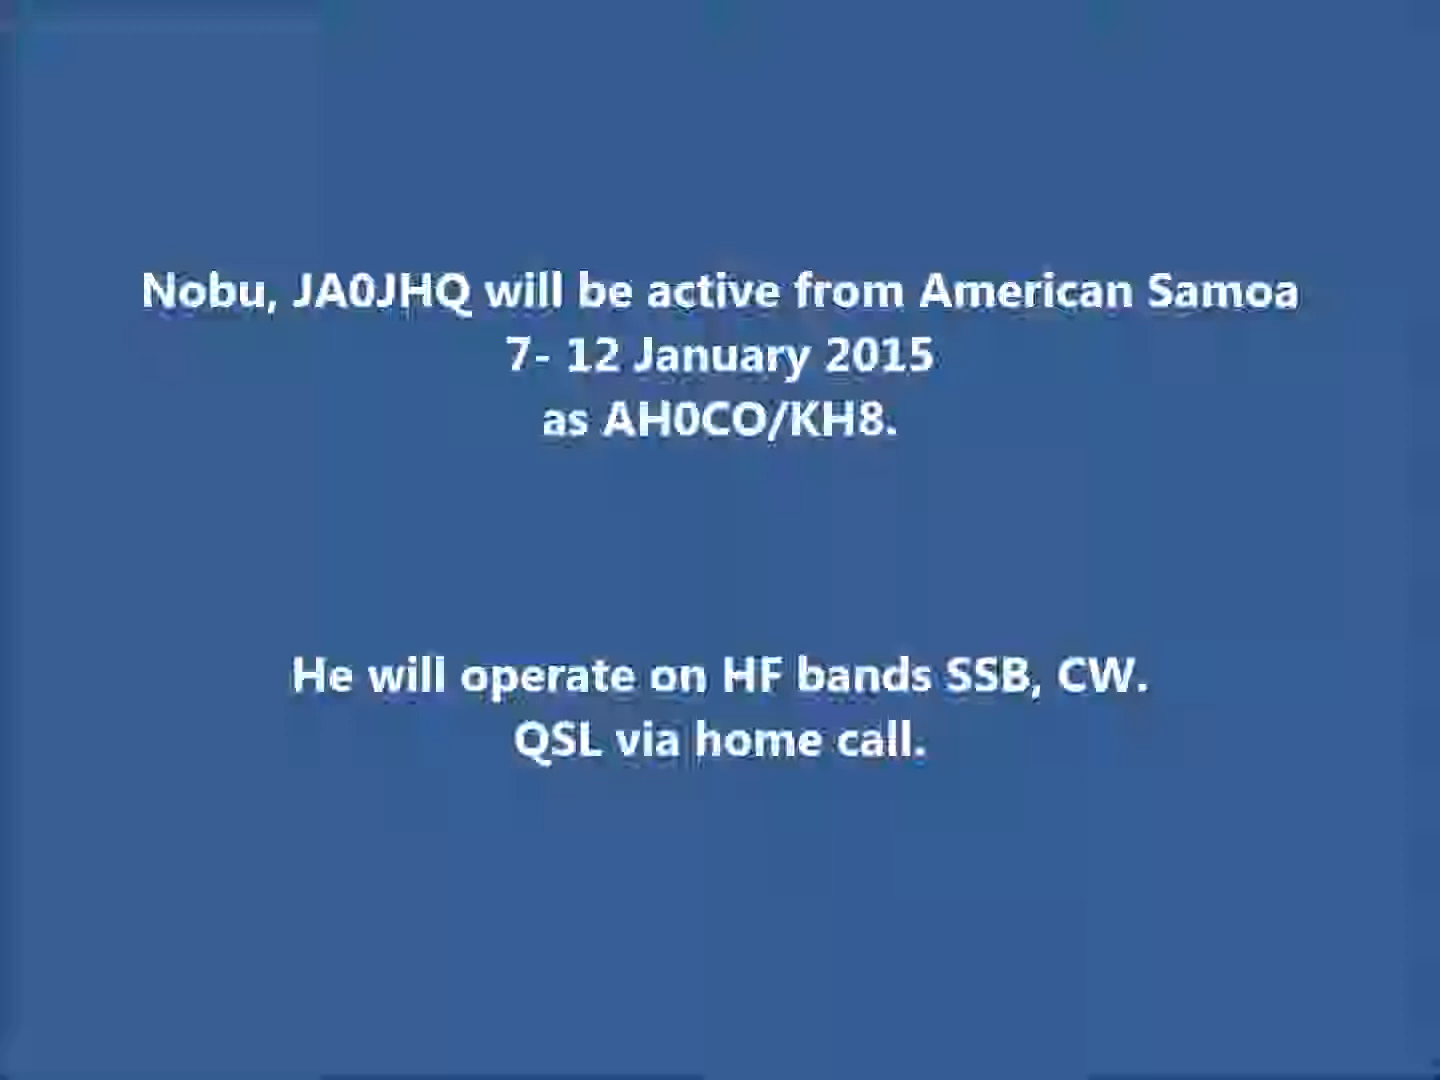 Nobu, JA0JHQ will be active from American Samoa
7- 12 January 2015
as AH0CO/KH8.
He will operate on HF bands SSB, CW.
QSL via home call.